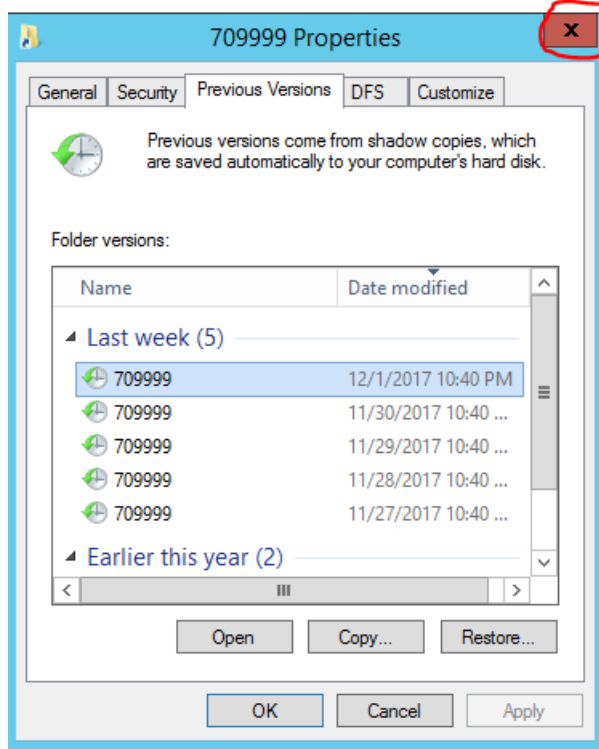 709999 Properties
x
General Security Previous Versions DFS Customize
Previous versions come from shadow copies, which
are saved automatically to your computer's hard disk.
Folder versions:
Name Date modified
Last week (5)
709999 12/1/2017 10:40 PM
709999 11/30/2017 10:40 ...
709999 11/29/2017 10:40 ...
709999 11/28/2017 10:40 ...
709999 11/27/2017 10:40 ...
Earlier this year (2)
Open Copy... Restore...
OK Cancel Apply